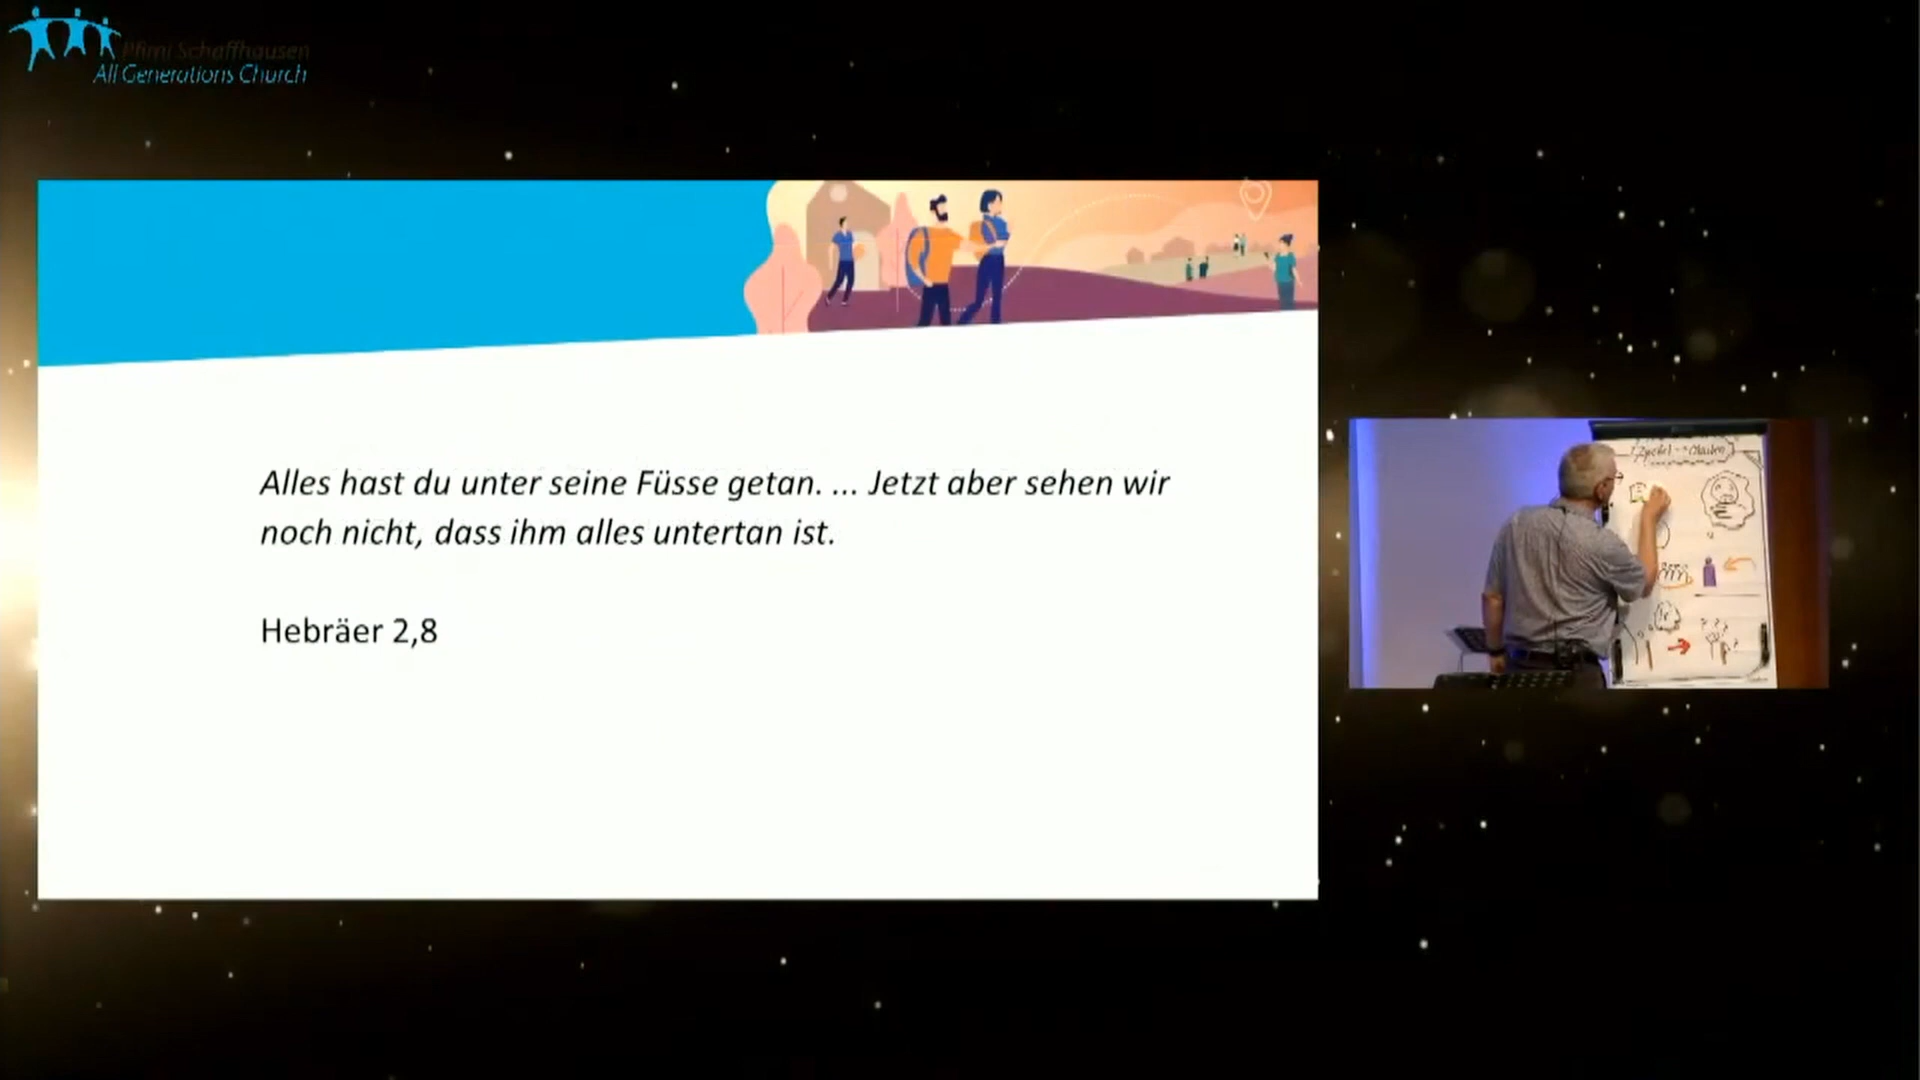 Pfimi Schaffhausen
All Generations Church
Alles hast du unter seine Füsse getan. ... Jetzt aber sehen wir
noch nicht, dass ihm alles untertan ist.
Hebräer 2,8